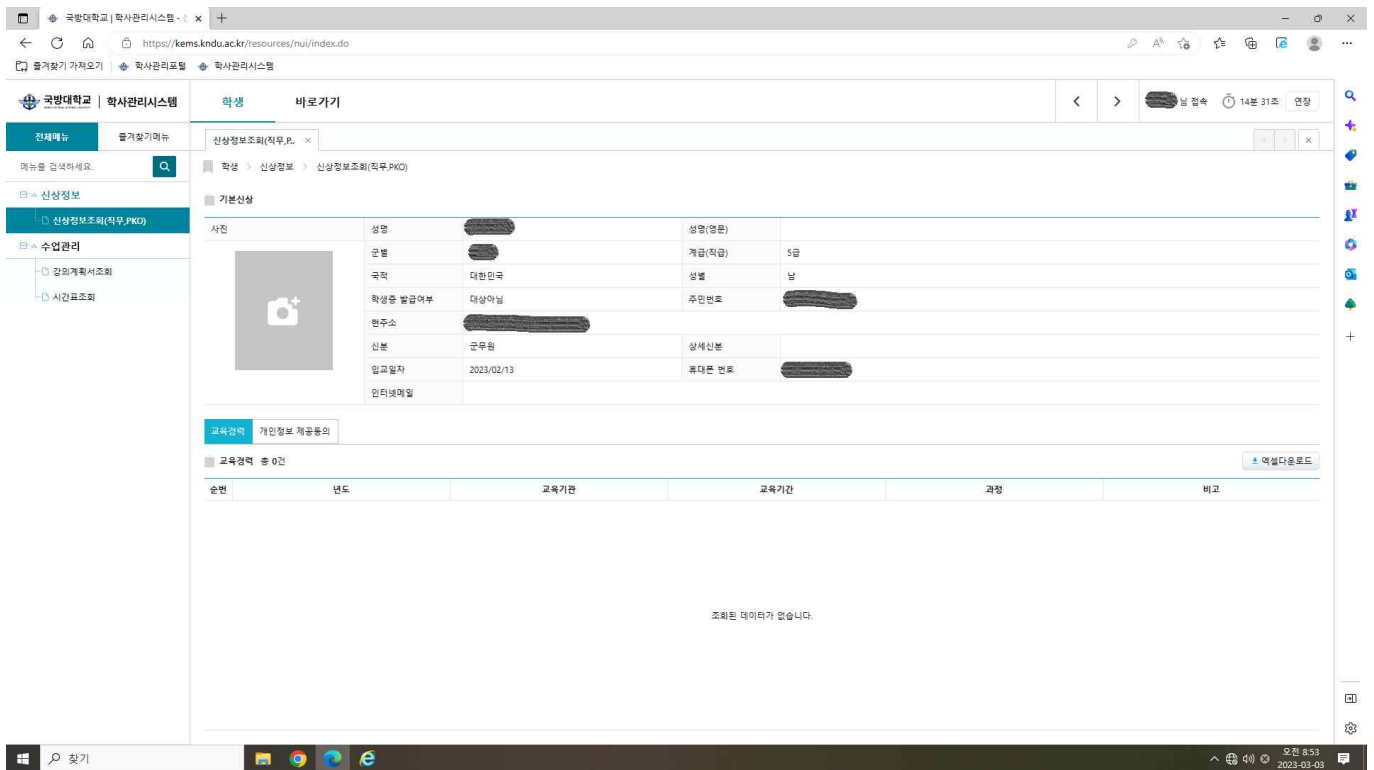 국방대학교 | 학사관리시스템 -
https://kems.kndu.ac.kr/resources/nui/index.do
즐겨찾기 가져오기 학사관리포털 학사관리시스템
국방대학교 | 학사관리시스템 학생 바로가기 님 접속 14분 31초 연장
전체메뉴 즐겨찾기메뉴 신상정보조회(직무,P..
메뉴를 검색하세요. 학생 > 신상정보 > 신상정보조회(직무,PKO)
신상정보
기본신상
신상정보조회(직무,PKO)
사진 성명 성명(영문)
수업관리
군별 계급(직급) 5급
강의계획서조회
국적 대한민국 성별 남
시간표조회
학생증 발급여부 대상아님 주민번호
현주소
신분 군무원 상세신분
입교일자 2023/02/13 휴대폰 번호
인터넷메일
교육경력 개인정보 제공동의
교육경력 총 0건 엑셀다운로드
순번 년도 교육기관 교육기간 과정 비고
조회된 데이터가 없습니다.
찾기 오전 8:53
2023-03-03